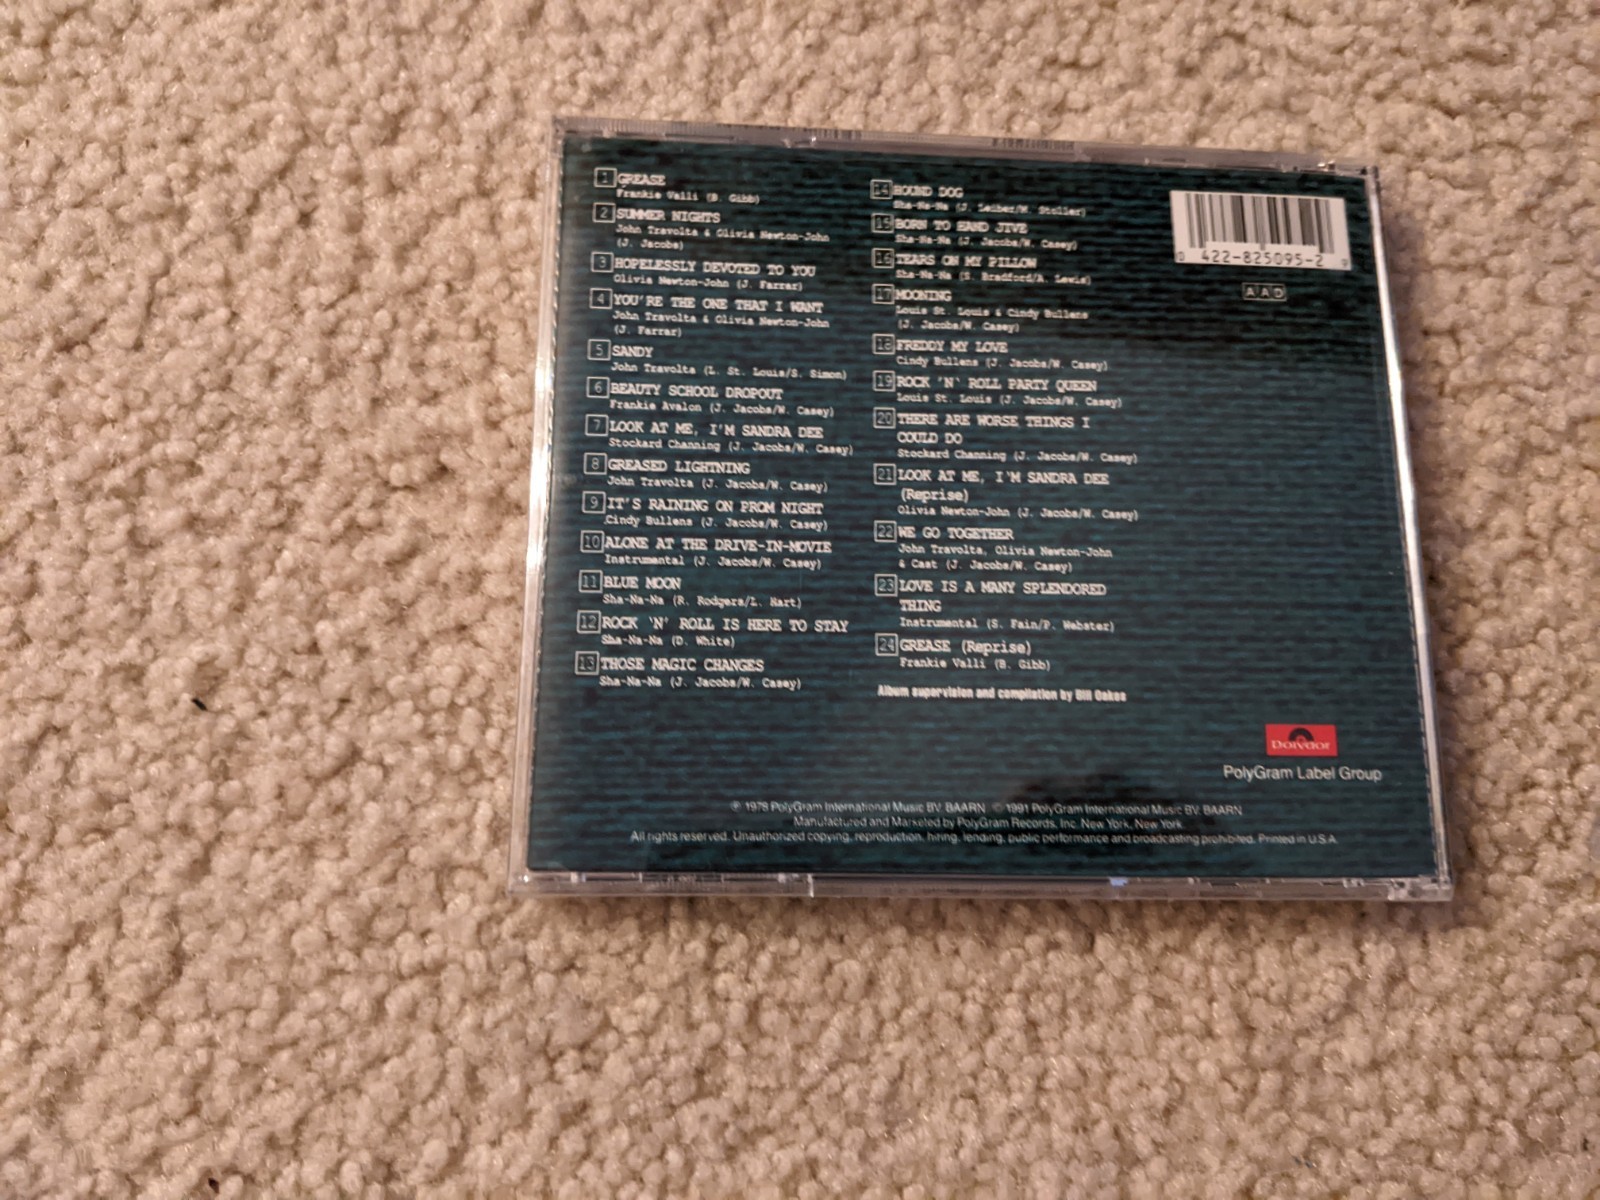 1 GREASE
Frankie Valli (B. Gibb)
2 SUMMER NIGHTS
John Travolta & Olivia Newton-John
(J. Jacobs)
3 HOPELESSLY DEVOTED TO YOU
Olivia Newton-John (J. Farrar)
4 YOU'RE THE ONE THAT I WANT
John Travolta & Olivia Newton-John
(J. Farrar)
5 SANDY
John Travolta (L. St. Louis/S. Simon)
6 BEAUTY SCHOOL DROPOUT
Frankie Avalon (J. Jacobs/W. Casey)
7 LOOK AT ME, I'M SANDRA DEE
Stockard Channing (J. Jacobs/W. Casey)
8 GREASED LIGHTNING
John Travolta (J. Jacobs/W. Casey)
9 IT'S RAINING ON PROM NIGHT
Cindy Bullens (J. Jacobs/W. Casey)
10 ALONE AT THE DRIVE-IN-MOVIE
Instrumental (J. Jacobs/W. Casey)
11 BLUE MOON
Sha-Na-Na (R. Rodgers/L. Hart)
12 ROCK 'N' ROLL IS HERE TO STAY
Sha-Na-Na (D. White)
13 THOSE MAGIC CHANGES
Sha-Na-Na (J. Jacobs/W. Casey)
14 HOUND DOG
Sha-Na-Na (J. Leiber/M. Stoller)
15 BORN TO HAND JIVE
Sha-Na-Na (J. Jacobs/W. Casey)
16 TEARS ON MY PILLOW
Sha-Na-Na (S. Bradford/A. Lewis)
17 MOONING
Louis St. Louis & Cindy Bullens
(J. Jacobs/W. Casey)
18 FREDDY MY LOVE
Cindy Bullens (J. Jacobs/W. Casey)
19 ROCK 'N' ROLL PARTY QUEEN
Louis St. Louis (J. Jacobs/W. Casey)
20 THERE ARE WORSE THINGS I
COULD DO
Stockard Channing (J. Jacobs/W. Casey)
21 LOOK AT ME, I'M SANDRA DEE
(Reprise)
Olivia Newton-John (J. Jacobs/W. Casey)
22 WE GO TOGETHER
John Travolta, Olivia Newton-John
& Cast (J. Jacobs/W. Casey)
23 LOVE IS A MANY SPLENDORED
THING
Instrumental (S. Fain/P. Webster)
24 GREASE (Reprise)
Frankie Valli (B. Gibb)
Album supervision and compilation by Bill Oakes
0 422-825095-2 9
AAD
Polydor
PolyGram Label Group
℗ 1978 PolyGram International Music BV, BAARN © 1991 PolyGram International Music BV, BAARN
Manufactured and Marketed by PolyGram Records, Inc. New York, New York
All rights reserved. Unauthorized copying, reproduction, hiring, lending, public performance and broadcasting prohibited. Printed in U.S.A.